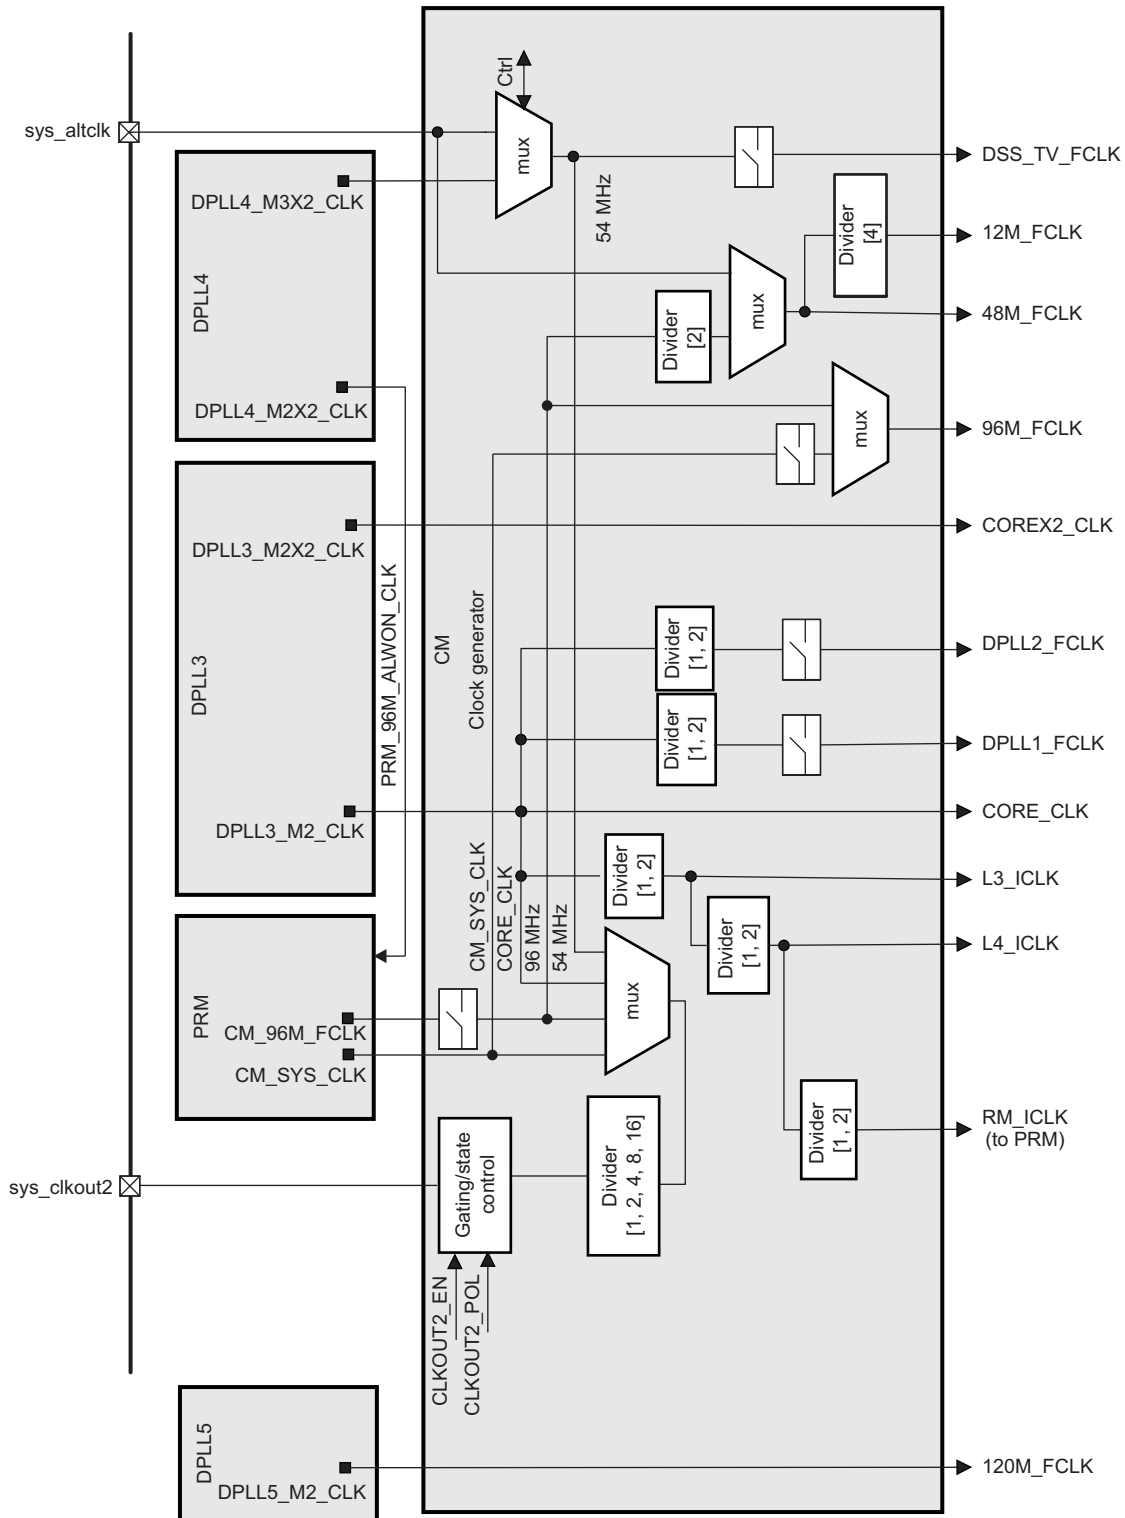 Ctrl
sys_altclk
mux
DSS_TV_FCLK
DPLL4_M3X2_CLK
54 MHz
Divider
[4]
12M_FCLK
DPLL4
mux
48M_FCLK
Divider
[2]
DPLL4_M2X2_CLK
mux
96M_FCLK
COREX2_CLK
DPLL3_M2X2_CLK
PRM_96M_ALWON_CLK
CM
Clock generator
Divider
[1, 2]
DPLL2_FCLK
DPLL3
Divider
[1, 2]
DPLL1_FCLK
DPLL3_M2_CLK
CORE_CLK
CM_SYS_CLK
CORE_CLK
96 MHz
54 MHz
Divider
[1, 2]
L3_ICLK
Divider
[1, 2]
L4_ICLK
PRM
CM_96M_FCLK
CM_SYS_CLK
mux
Divider
[1, 2]
RM_ICLK
(to PRM)
sys_clkout2
Gating/state
control
Divider
[1, 2, 4, 8, 16]
CLKOUT2_EN
CLKOUT2_POL
DPLL5
DPLL5_M2_CLK
120M_FCLK